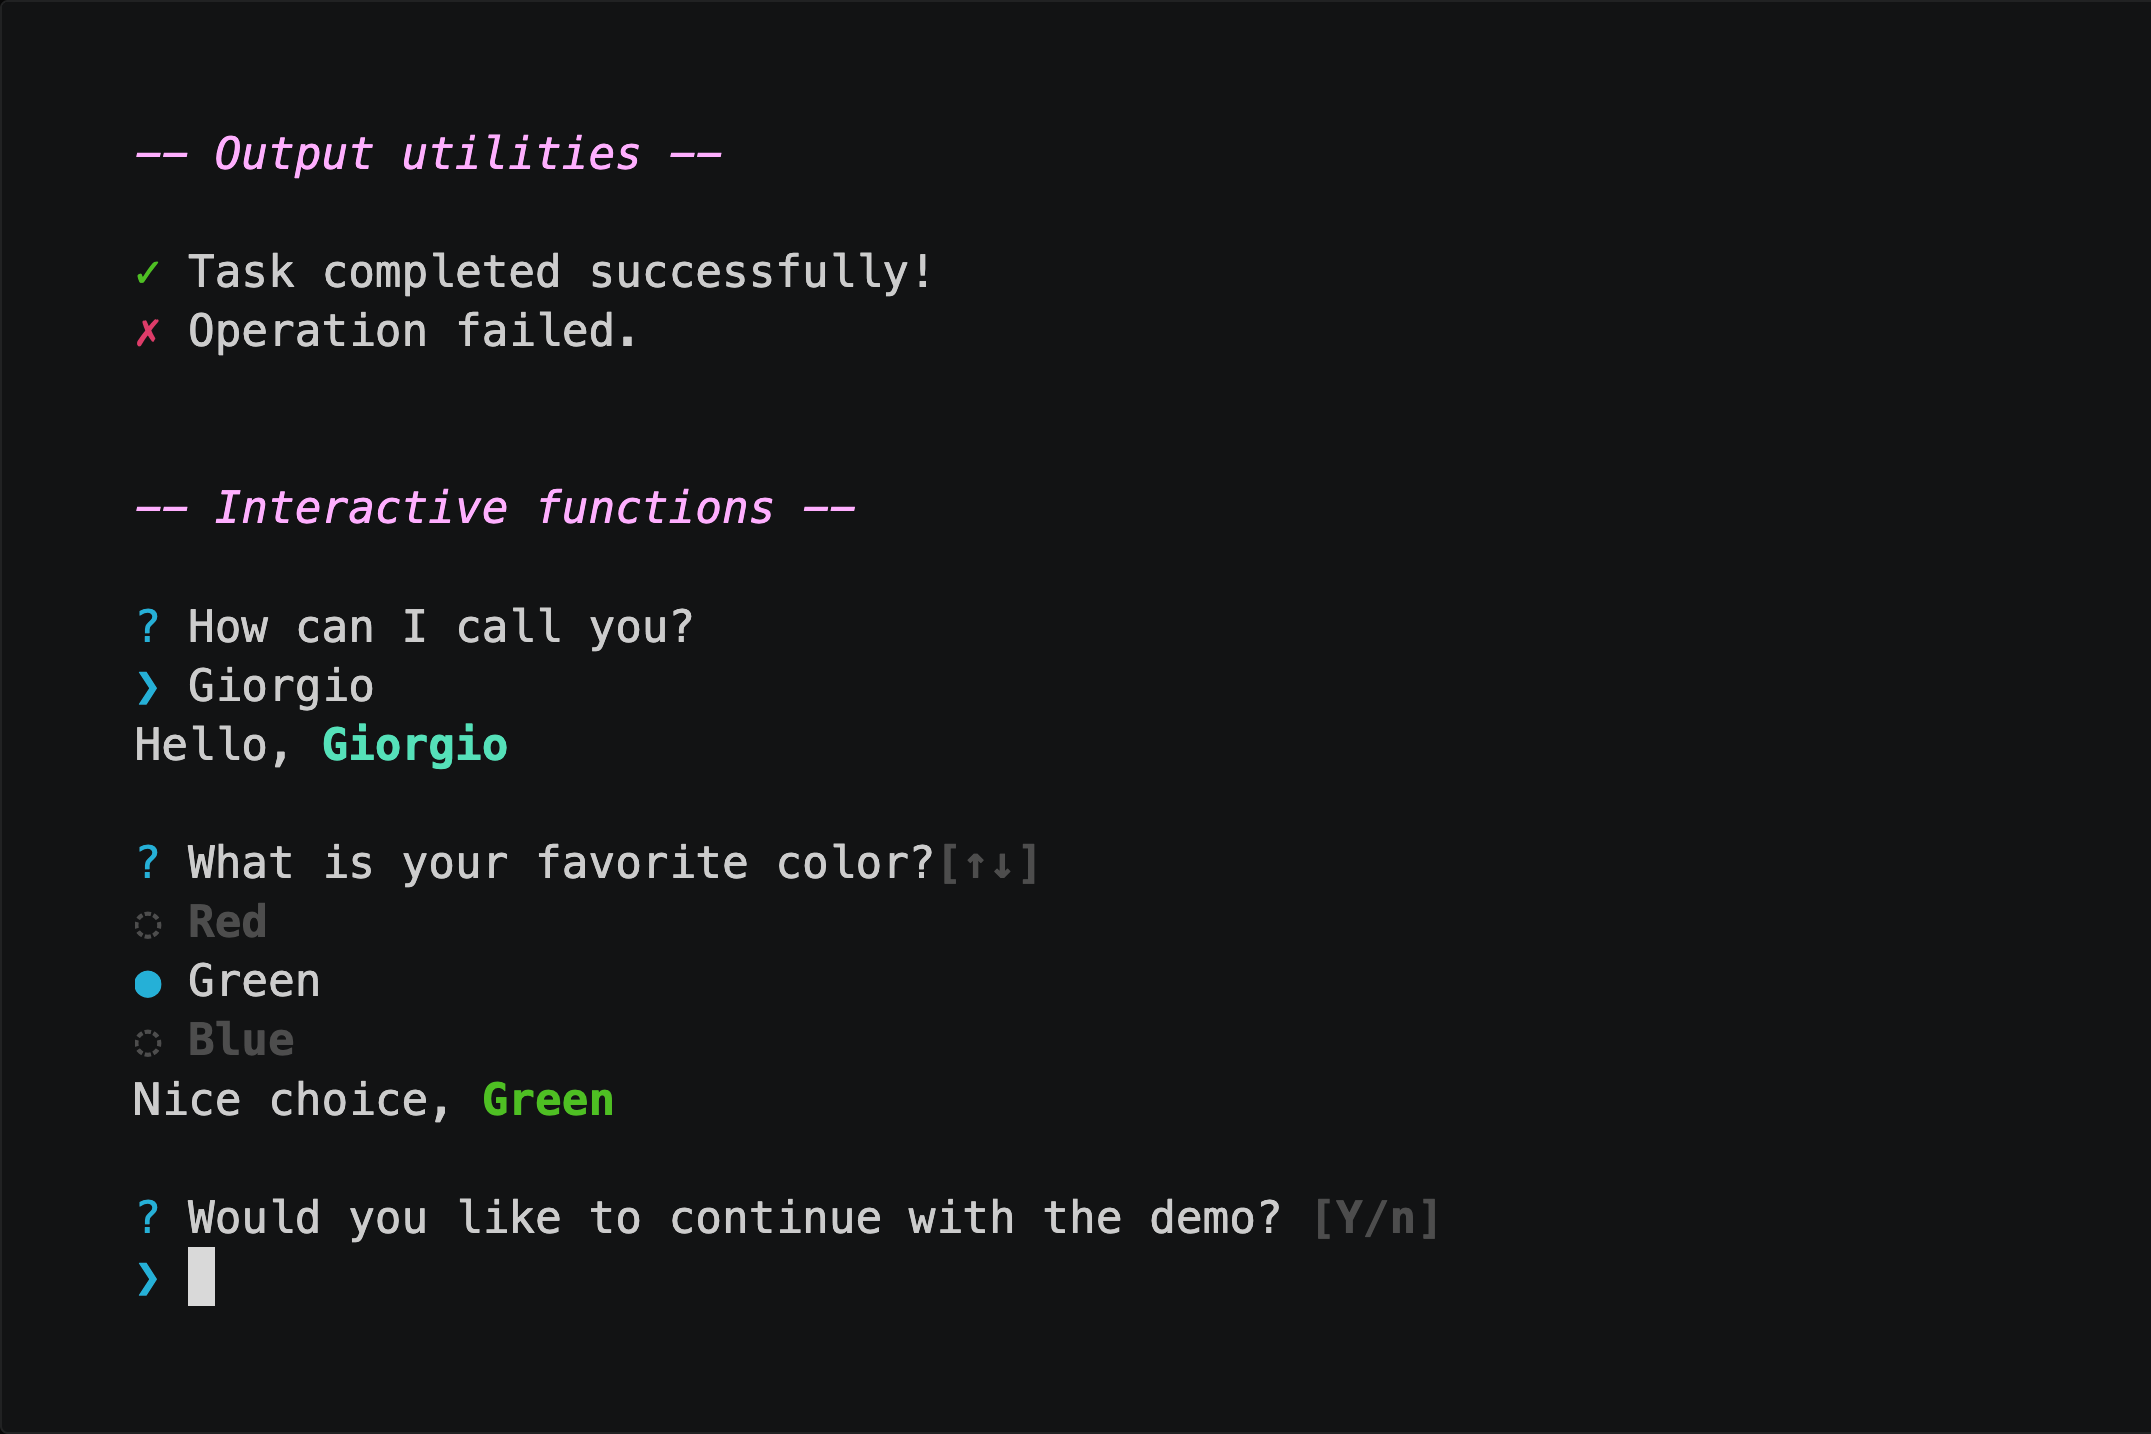 —— Output utilities ——
✓ Task completed successfully!
✗ Operation failed.
—— Interactive functions ——
? How can I call you?
❯ Giorgio
Hello, Giorgio
? What is your favorite color?[↑↓]
◌ Red
● Green
◌ Blue
Nice choice, Green
? Would you like to continue with the demo? [Y/n]
❯